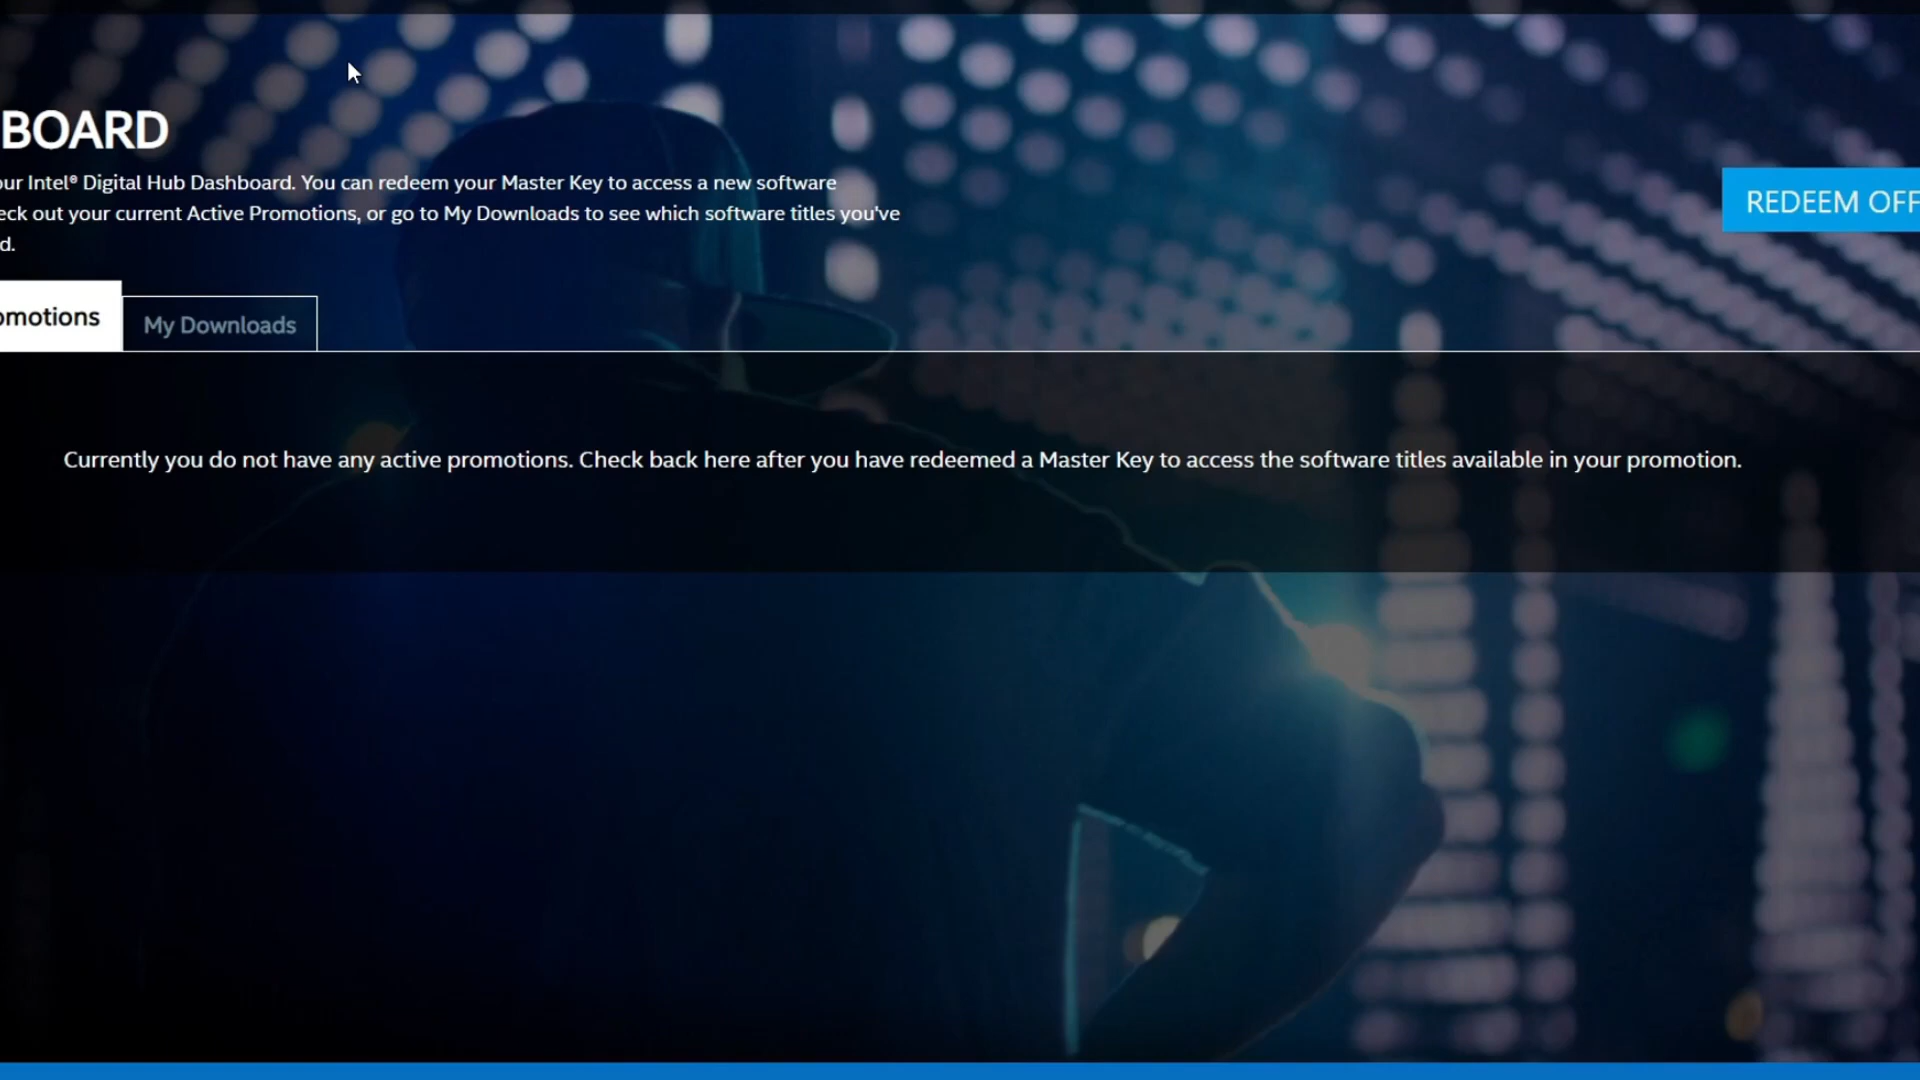 BOARD
our Intel® Digital Hub Dashboard. You can redeem your Master Key to access a new software
eck out your current Active Promotions, or go to My Downloads to see which software titles you've
d.
REDEEM OFF
omotions
My Downloads
Currently you do not have any active promotions. Check back here after you have redeemed a Master Key to access the software titles available in your promotion.